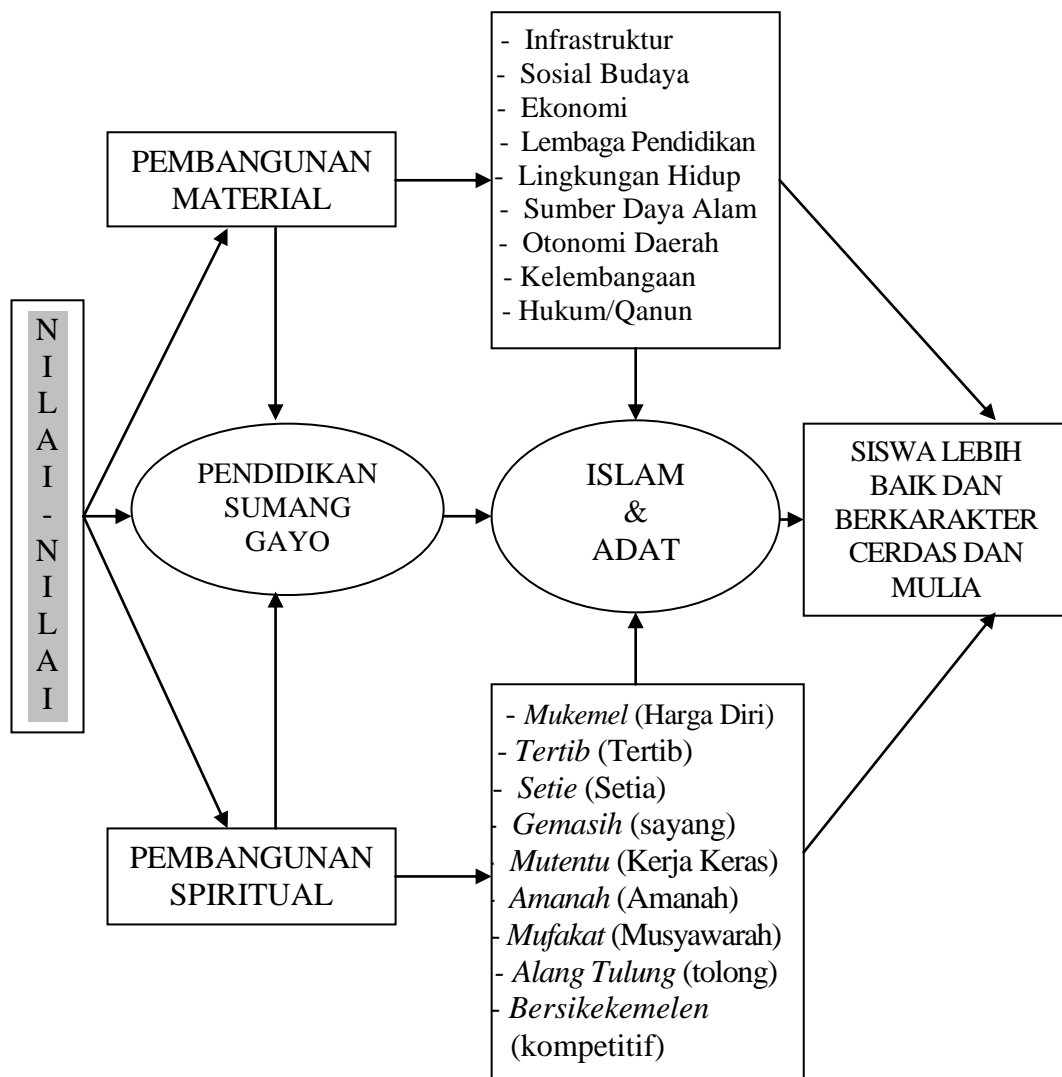 NILAI-NILAI
PEMBANGUNAN
MATERIAL
- Infrastruktur
- Sosial Budaya
- Ekonomi
- Lembaga Pendidikan
- Lingkungan Hidup
- Sumber Daya Alam
- Otonomi Daerah
- Kelembangaan
- Hukum/Qanun
PENDIDIKAN
SUMANG
GAYO
ISLAM
&
ADAT
SISWA LEBIH
BAIK DAN
BERKARAKTER
CERDAS DAN
MULIA
PEMBANGUNAN
SPIRITUAL
- Mukemel (Harga Diri)
- Tertib (Tertib)
- Setie (Setia)
- Gemasih (sayang)
- Mutentu (Kerja Keras)
- Amanah (Amanah)
- Mufakat (Musyawarah)
- Alang Tulung (tolong)
- Bersikekemelen
(kompetitif)